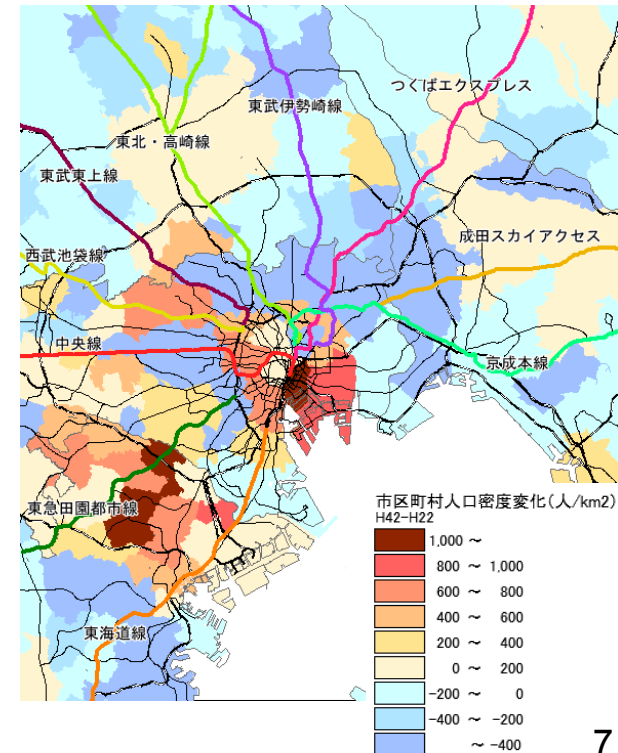 つくばエクスプレス
東武伊勢崎線
東北・高崎線
東武東上線
成田スカイアクセス
西武池袋線
中央線
京成本線
東急田園都市線
東海道線
市区町村人口密度変化(人/km2)
H42-H22
1,000 ～
800 ～ 1,000
600 ～ 800
400 ～ 600
200 ～ 400
0 ～ 200
-200 ～ 0
-400 ～ -200
～ -400
7